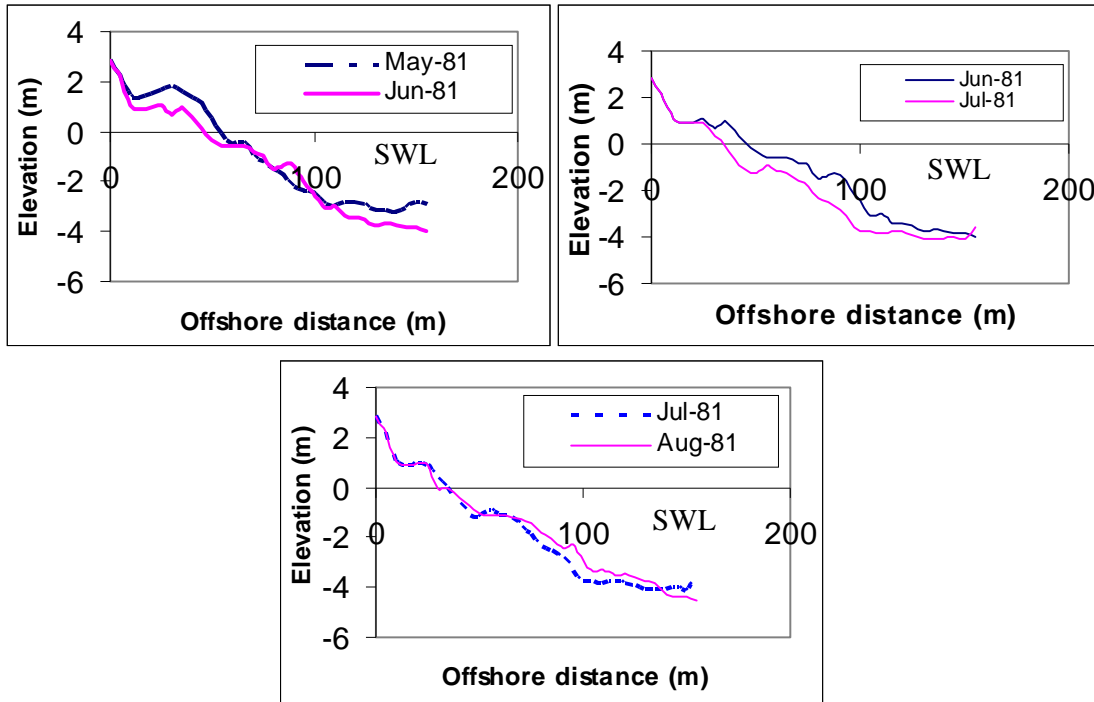 4
2
0
-2
-4
-6
0
100
200
Elevation (m)
Offshore distance (m)
May-81
Jun-81
SWL
4
2
0
-2
-4
-6
0
100
200
Elevation (m)
Offshore distance (m)
Jun-81
Jul-81
SWL
4
2
0
-2
-4
-6
0
100
200
Elevation (m)
Offshore distance (m)
Jul-81
Aug-81
SWL